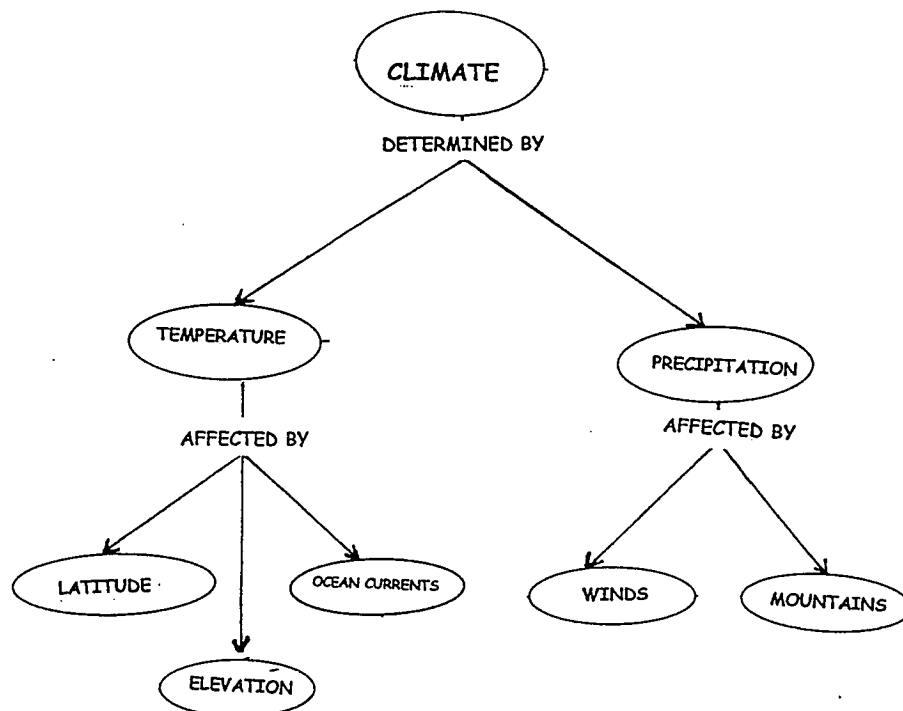 CLIMATE
DETERMINED BY
TEMPERATURE
PRECIPITATION
AFFECTED BY
AFFECTED BY
LATITUDE
OCEAN CURRENTS
WINDS
MOUNTAINS
ELEVATION